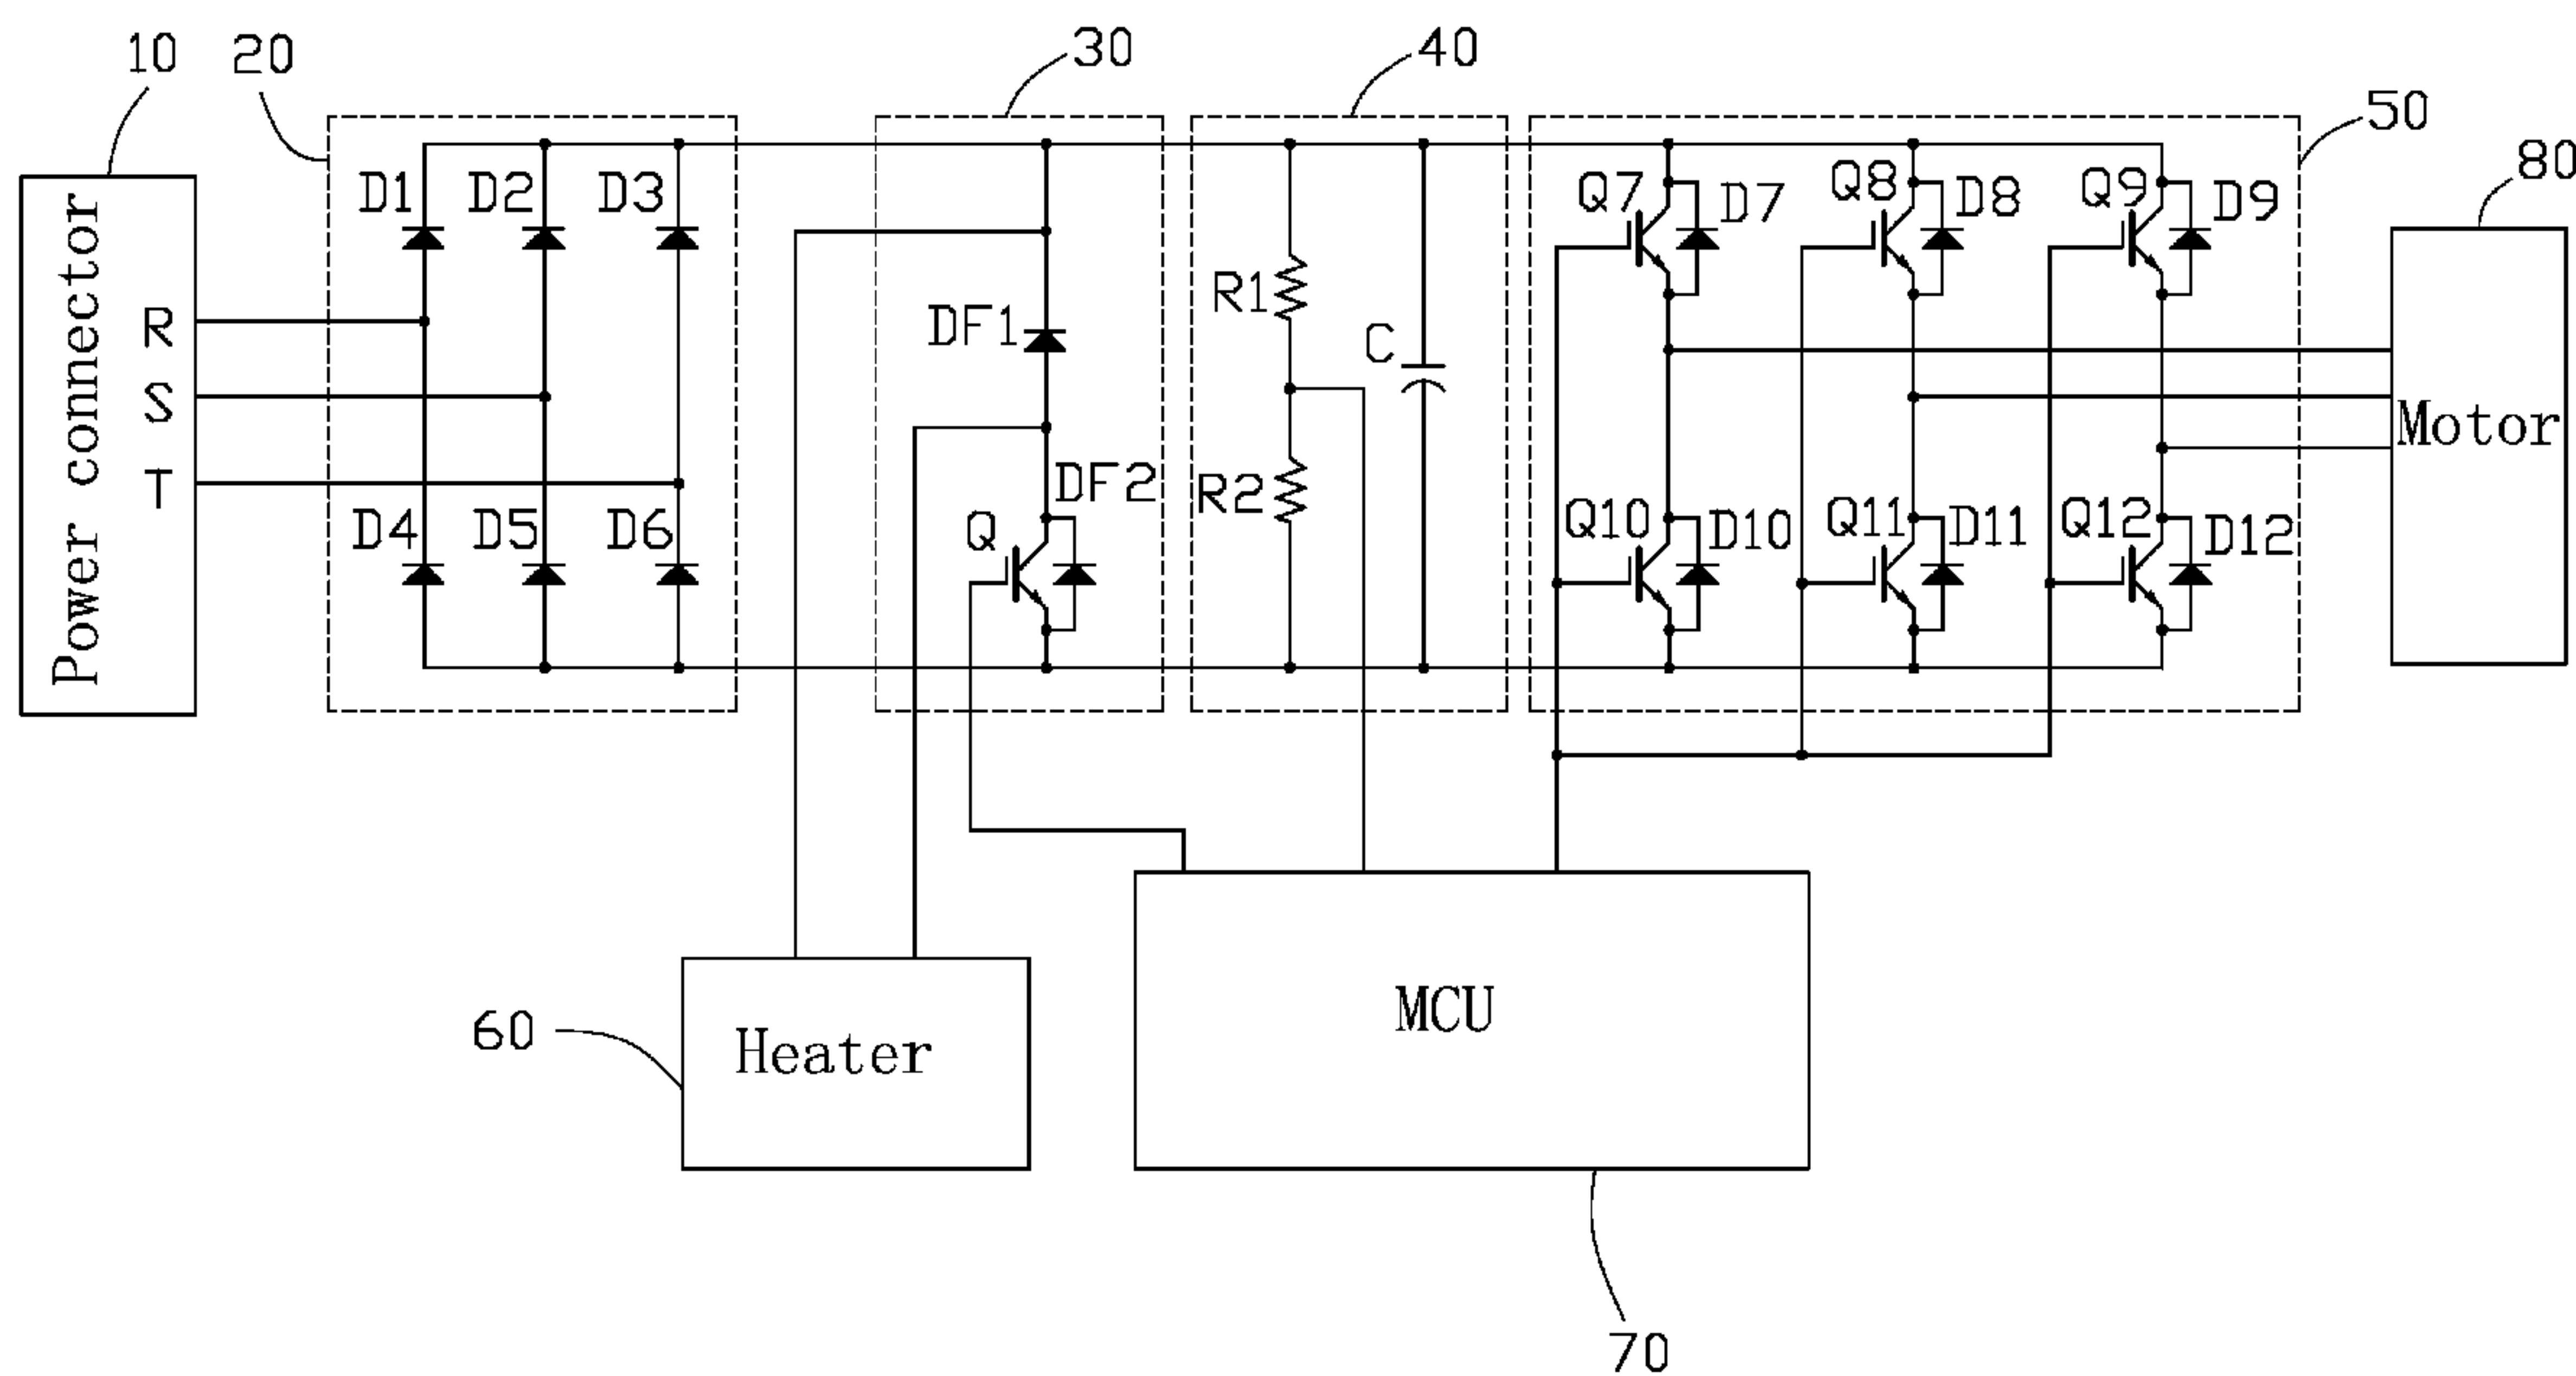 10
20
30
40
50
80
Power connector
R
S
T
D1
D2
D3
D4
D5
D6
DF1
DF2
Q
R1
R2
C
Q7
D7
Q8
D8
Q9
D9
Q10
D10
Q11
D11
Q12
D12
Motor
60
Heater
MCU
70